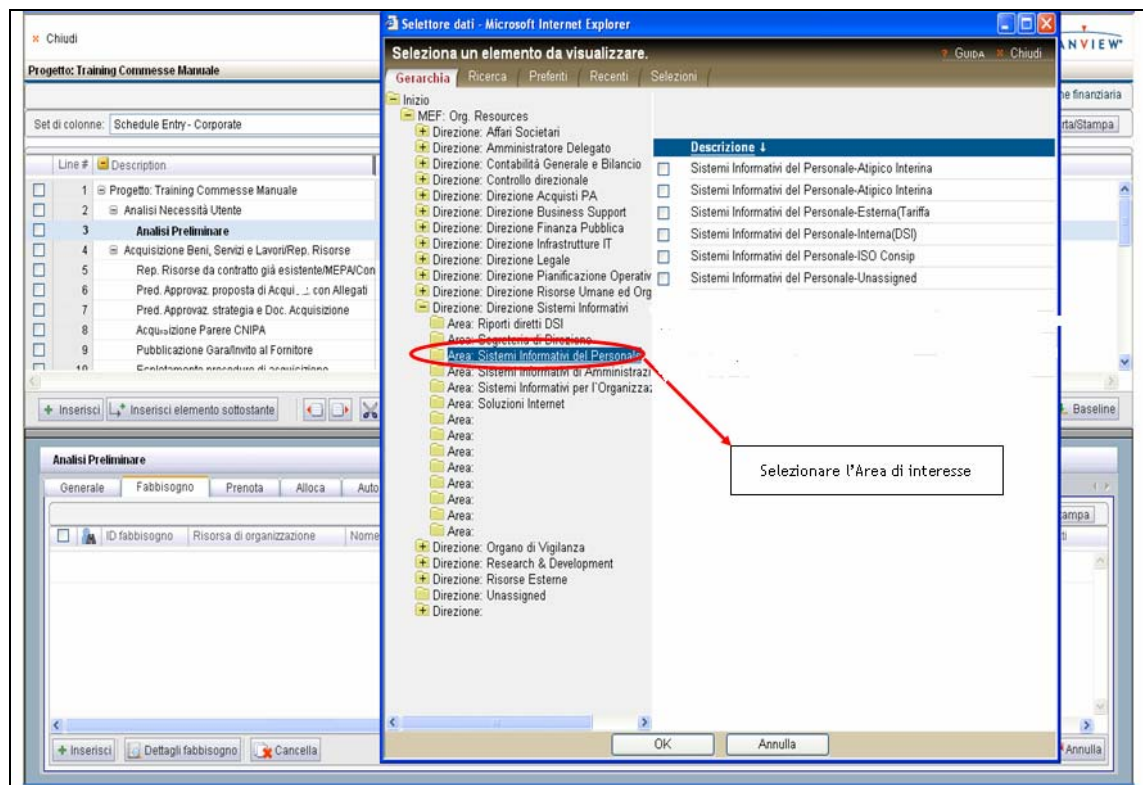 Chiudi
Progetto: Training Commesse Manuale
Set di colonne: Schedule Entry - Corporate
Line # Description
1 Progetto: Training Commesse Manuale
2 Analisi Necessità Utente
3 Analisi Preliminare
4 Acquisizione Beni, Servizi e Lavori/Rep. Risorse
5 Rep. Risorse da contratto già esistente/MEPA/Con
6 Pred. Approvaz. proposta di con Allegati
7 Pred. Approvaz. strategia e Doc. Acquisizione
8 Parere CNIPA
9 Pubblicazione Gara/Invito al Fornitore
10
Inserisci Inserisci elemento sottostante
Baseline
Analisi Preliminare
Generale Fabbisogno Prenota Alloca Auto
ID fabbisogno Risorsa di organizzazione Nome
Inserisci Dettagli fabbisogno Cancella
Annulla
ANVIEW
ne finanziaria
rta/Stampa
tampa
ti
Selettore dati - Microsoft Internet Explorer
Seleziona un elemento da visualizzare.
? GUIDA Chiudi
Gerarchia Ricerca Preferiti Recenti Selezioni
Inizio
MEF: Org. Resources
Direzione: Affari Societari
Direzione: Amministratore Delegato
Direzione: Contabilità Generale e Bilancio
Direzione: Controllo direzionale
Direzione: Direzione Acquisti PA
Direzione: Direzione Business Support
Direzione: Direzione Finanza Pubblica
Direzione: Direzione Infrastrutture IT
Direzione: Direzione Legale
Direzione: Direzione Pianificazione Operativ
Direzione: Direzione Risorse Umane ed Org
Direzione: Direzione Sistemi Informativi
Area: Riporti diretti DSI
Area: Segreteria di Direzione
Area: Sistemi Informativi del Personale
Area: Sistemi Informativi di Amministrazi
Area: Sistemi Informativi per l'Organizzaz
Area: Soluzioni Internet
Area:
Area:
Area:
Area:
Area:
Area:
Area:
Area:
Direzione: Organo di Vigilanza
Direzione: Research & Development
Direzione: Risorse Esterne
Direzione: Unassigned
Direzione:
Descrizione ↓
Sistemi Informativi del Personale-Atipico Interina
Sistemi Informativi del Personale-Atipico Interina
Sistemi Informativi del Personale-Esterna(Tariffa
Sistemi Informativi del Personale-Interna(DSI)
Sistemi Informativi del Personale-ISO Consip
Sistemi Informativi del Personale-Unassigned
Selezionare l'Area di interesse
OK Annulla